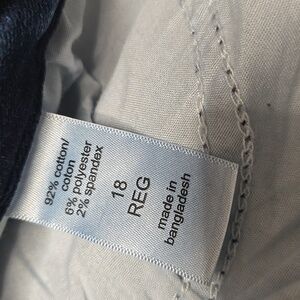 92% cotton/
coton
6% polyester
2% spandex
18
REG
made in
bangladesh